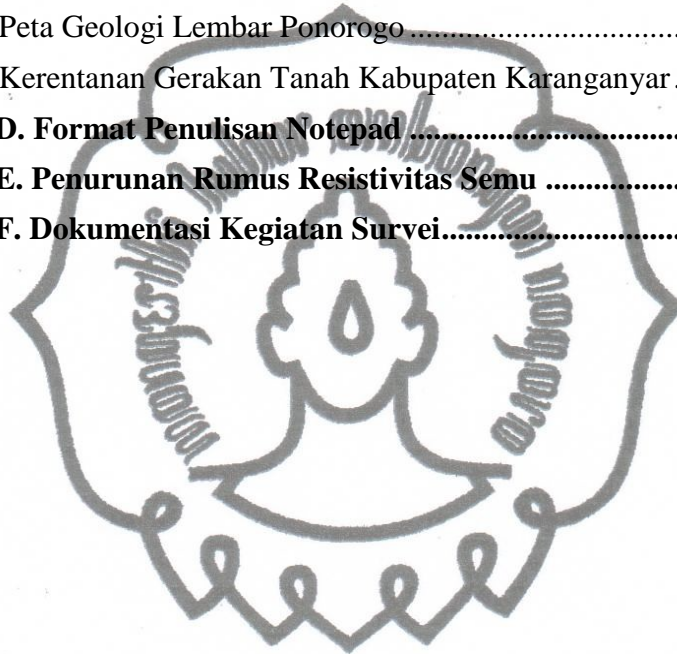 Peta Geologi Lembar Ponorogo ..................................
Kerentanan Gerakan Tanah Kabupaten Karanganyar .
D. Format Penulisan Notepad ..................................
E. Penurunan Rumus Resistivitas Semu .................
F. Dokumentasi Kegiatan Survei..............................